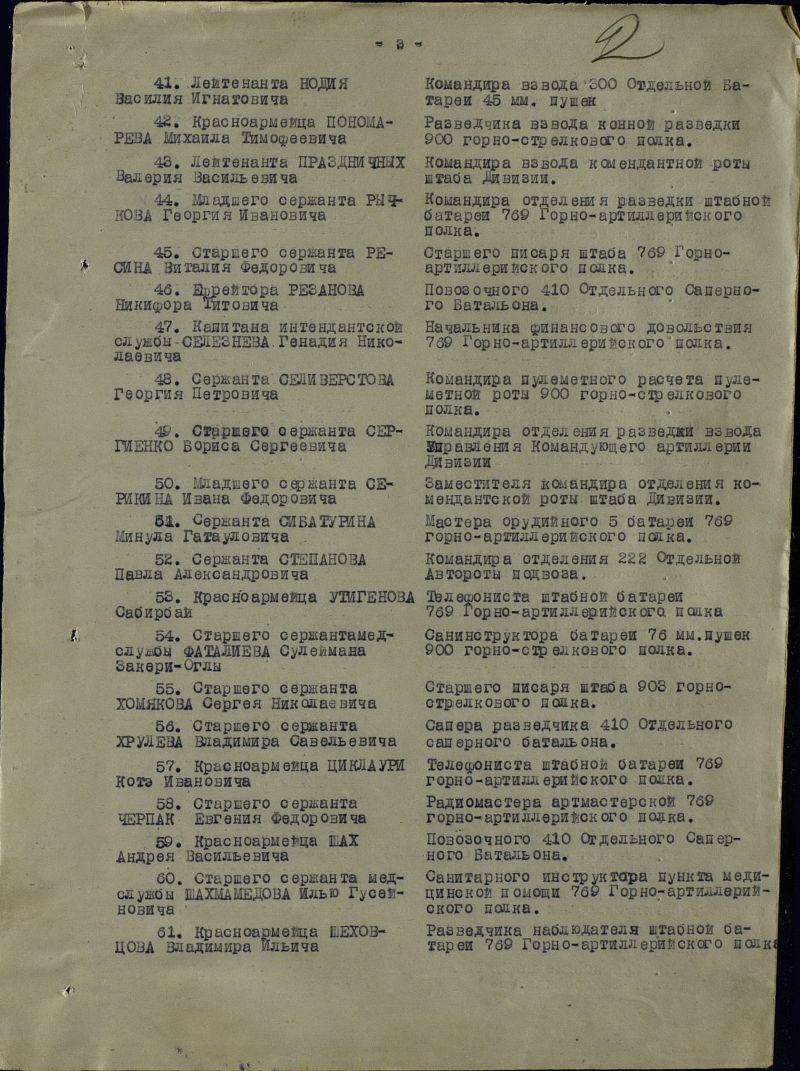 - 3 -
2
41. Лейтенанта НОДИЯ
Василия Игнатовича
Командира взвода 300 Отдельной Ба-
тареи 45 мм. пушек
42. Красноармейца ПОНОМА-
РЕВА Михаила Тимофеевича
Разведчика взвода конной разведки
900 горно-стрелкового полка.
43. Лейтенанта ПРАЗДНИЧНЫХ
Валерия Васильевича
Командира взвода комендантной роты
штаба Дивизии.
44. Младшего сержанта РЫЧ-
КОВА Георгия Ивановича
Командира отделения разведки штабной
батареи 769 Горно-артиллерийского
полка.
45. Старшего сержанта РЕ-
СИНА Виталия Федоровича
Старшего писаря штаба 769 Горно-
артиллерийского полка.
46. Ефрейтора РЕЗАНОВА
Никифора Титовича
Повозочного 410 Отдельного Саперно-
го Батальона.
47. Капитана интендантской
службы СЕЛЕЗНЕВА Генадия Нико-
лаевича
Начальника финансового довольствия
769 Горно-артиллерийского полка.
48. Сержанта СЕЛИВЕРСТОВА
Георгия Петровича
Командира пулеметного расчета пуле-
метной роты 900 горно-стрелкового
полка.
49. Старшего сержанта СЕР-
ГИЕНКО Бориса Сергеевича
Командира отделения разведки взвода
Управления Командующего артиллерии
Дивизии
50. Младшего сержанта СЕ-
РИКИНА Ивана Федоровича
Заместителя командира отделения ко-
мендантской роты штаба Дивизии.
51. Сержанта СИБАТУРИНА
Минула Гатауловича
Мастера орудийного 5 батареи 769
горно-артиллерийского полка.
52. Сержанта СТЕПАНОВА
Павла Александровича
Командира отделения 222 Отдельной
Автороты подвоза.
53. Красноармейца УТИГЕНОВА
Сабирбай
Телефониста штабной батареи
769 Горно-артиллерийского полка
54. Старшего сержантамед-
службы ФАТАЛИЕВА Сулеймана
Закери-Оглы
Санинструктора батареи 76 мм.пушек
900 горно-стрелкового полка.
55. Старшего сержанта
ХОМЯКОВА Сергея Николаевича
Старшего писаря штаба 903 горно-
стрелкового полка.
56. Старшего сержанта
ХРУЛЕВА Владимира Савельевича
Сапера разведчика 410 Отдельного
саперного батальона.
57. Красноармейца ЦИКЛАУРИ
Котэ Ивановича
Телефониста штабной батареи 769
горно-артиллерийского полка.
58. Старшего сержанта
ЧЕРПАК Евгения Федоровича
Радиомастера артмастерской 769
горно-артиллерийского полка.
59. Красноармейца ШАХ
Андрея Васильевича
Повозочного 410 Отдельного Сапер-
ного Батальона.
60. Старшего сержанта мед-
службы ШАХМАМЕДОВА Илью Гусей-
новича
Санитарного инструктора пункта меди-
цинской помощи 769 Горно-артиллерий-
ского полка.
61. Красноармейца ШЕХОВ-
ЦОВА Владимира Ильича
Разведчика наблюдателя штабной ба-
тареи 769 Горно-артиллерийского полка